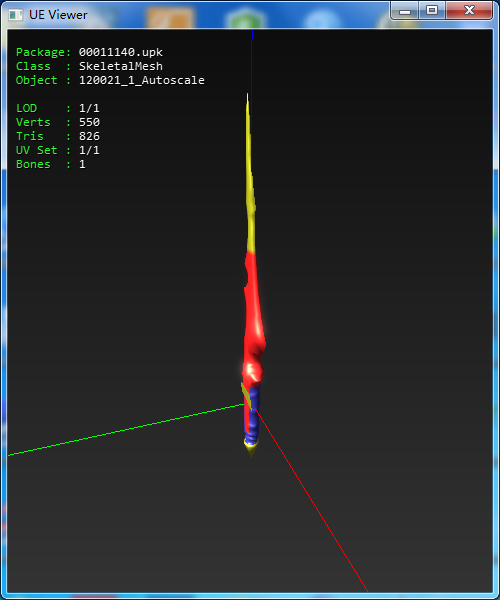 UE Viewer
Package: 00011140.upk
Class  : SkeletalMesh
Object : 120021_1_Autoscale
LOD    : 1/1
Verts  : 550
Tris   : 826
UV Set : 1/1
Bones  : 1